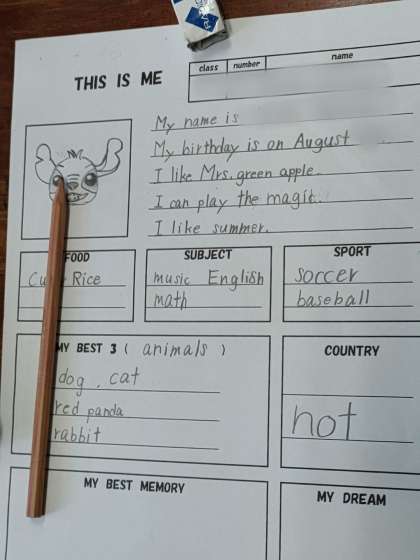 class number name
THIS IS ME
My name is
My birthday is on August
I like Mrs. green apple.
I can play the magic.
I like summer.
FOOD
Rice
SUBJECT
music English
math
SPORT
soccer
baseball
MY BEST 3 ( animals )
dog, cat
red panda
rabbit
COUNTRY
not
MY BEST MEMORY
MY DREAM